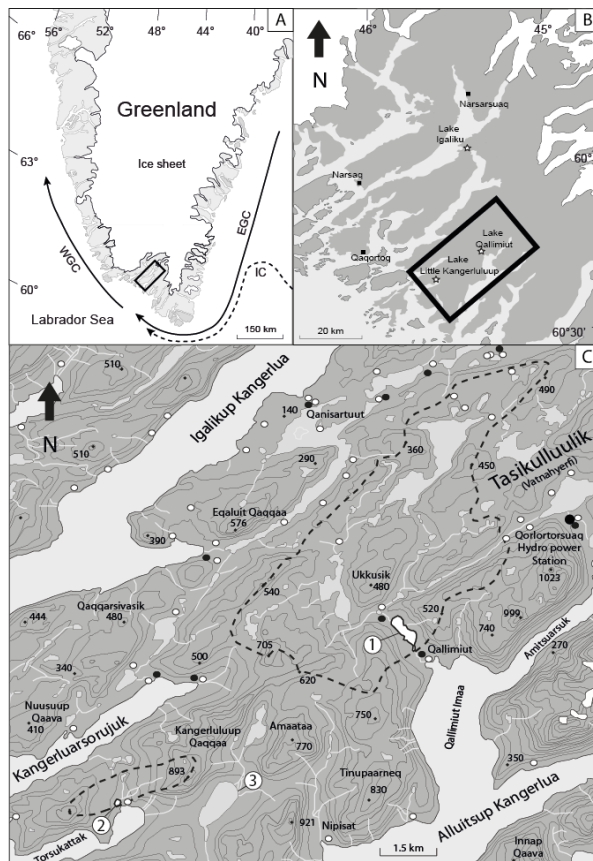 A
66°
56°
52°
48°
44°
40°
Greenland
Ice sheet
63°
60°
WGC
EGC
IC
Labrador Sea
150 km
B
46
45°
N
Narsarsuaq
Lake
Igaliku
60°
Narsaq
Qaqortoq
Lake
Qallimiut
Lake
Little Kangerluluup
20 km
60°30'
C
N
510
510
Igalikup Kangerlua
140
Qanisartuut
490
360
290
450
Tasikulluulik
(Vatnahverfi)
Eqaluit Qaqqaa
576
390
Qorlortorsuaq
Hydro power
Station
1023
Ukkusik
480
540
520
999
Qaqqarsivasik
444
480
1
740
Amitsuarsuk
270
705
Qallimiut
340
500
620
Nuusuup
Qaava
410
750
Qallimiut Imaa
Kangerluarsorujuk
Kangerluluup
Qaqqaa
Amaataa
770
350
893
3
Tinupaarneq
830
Alluitsup Kangerlua
2
921
Nipisat
Torsukattak
1.5 km
Innap
Qaava